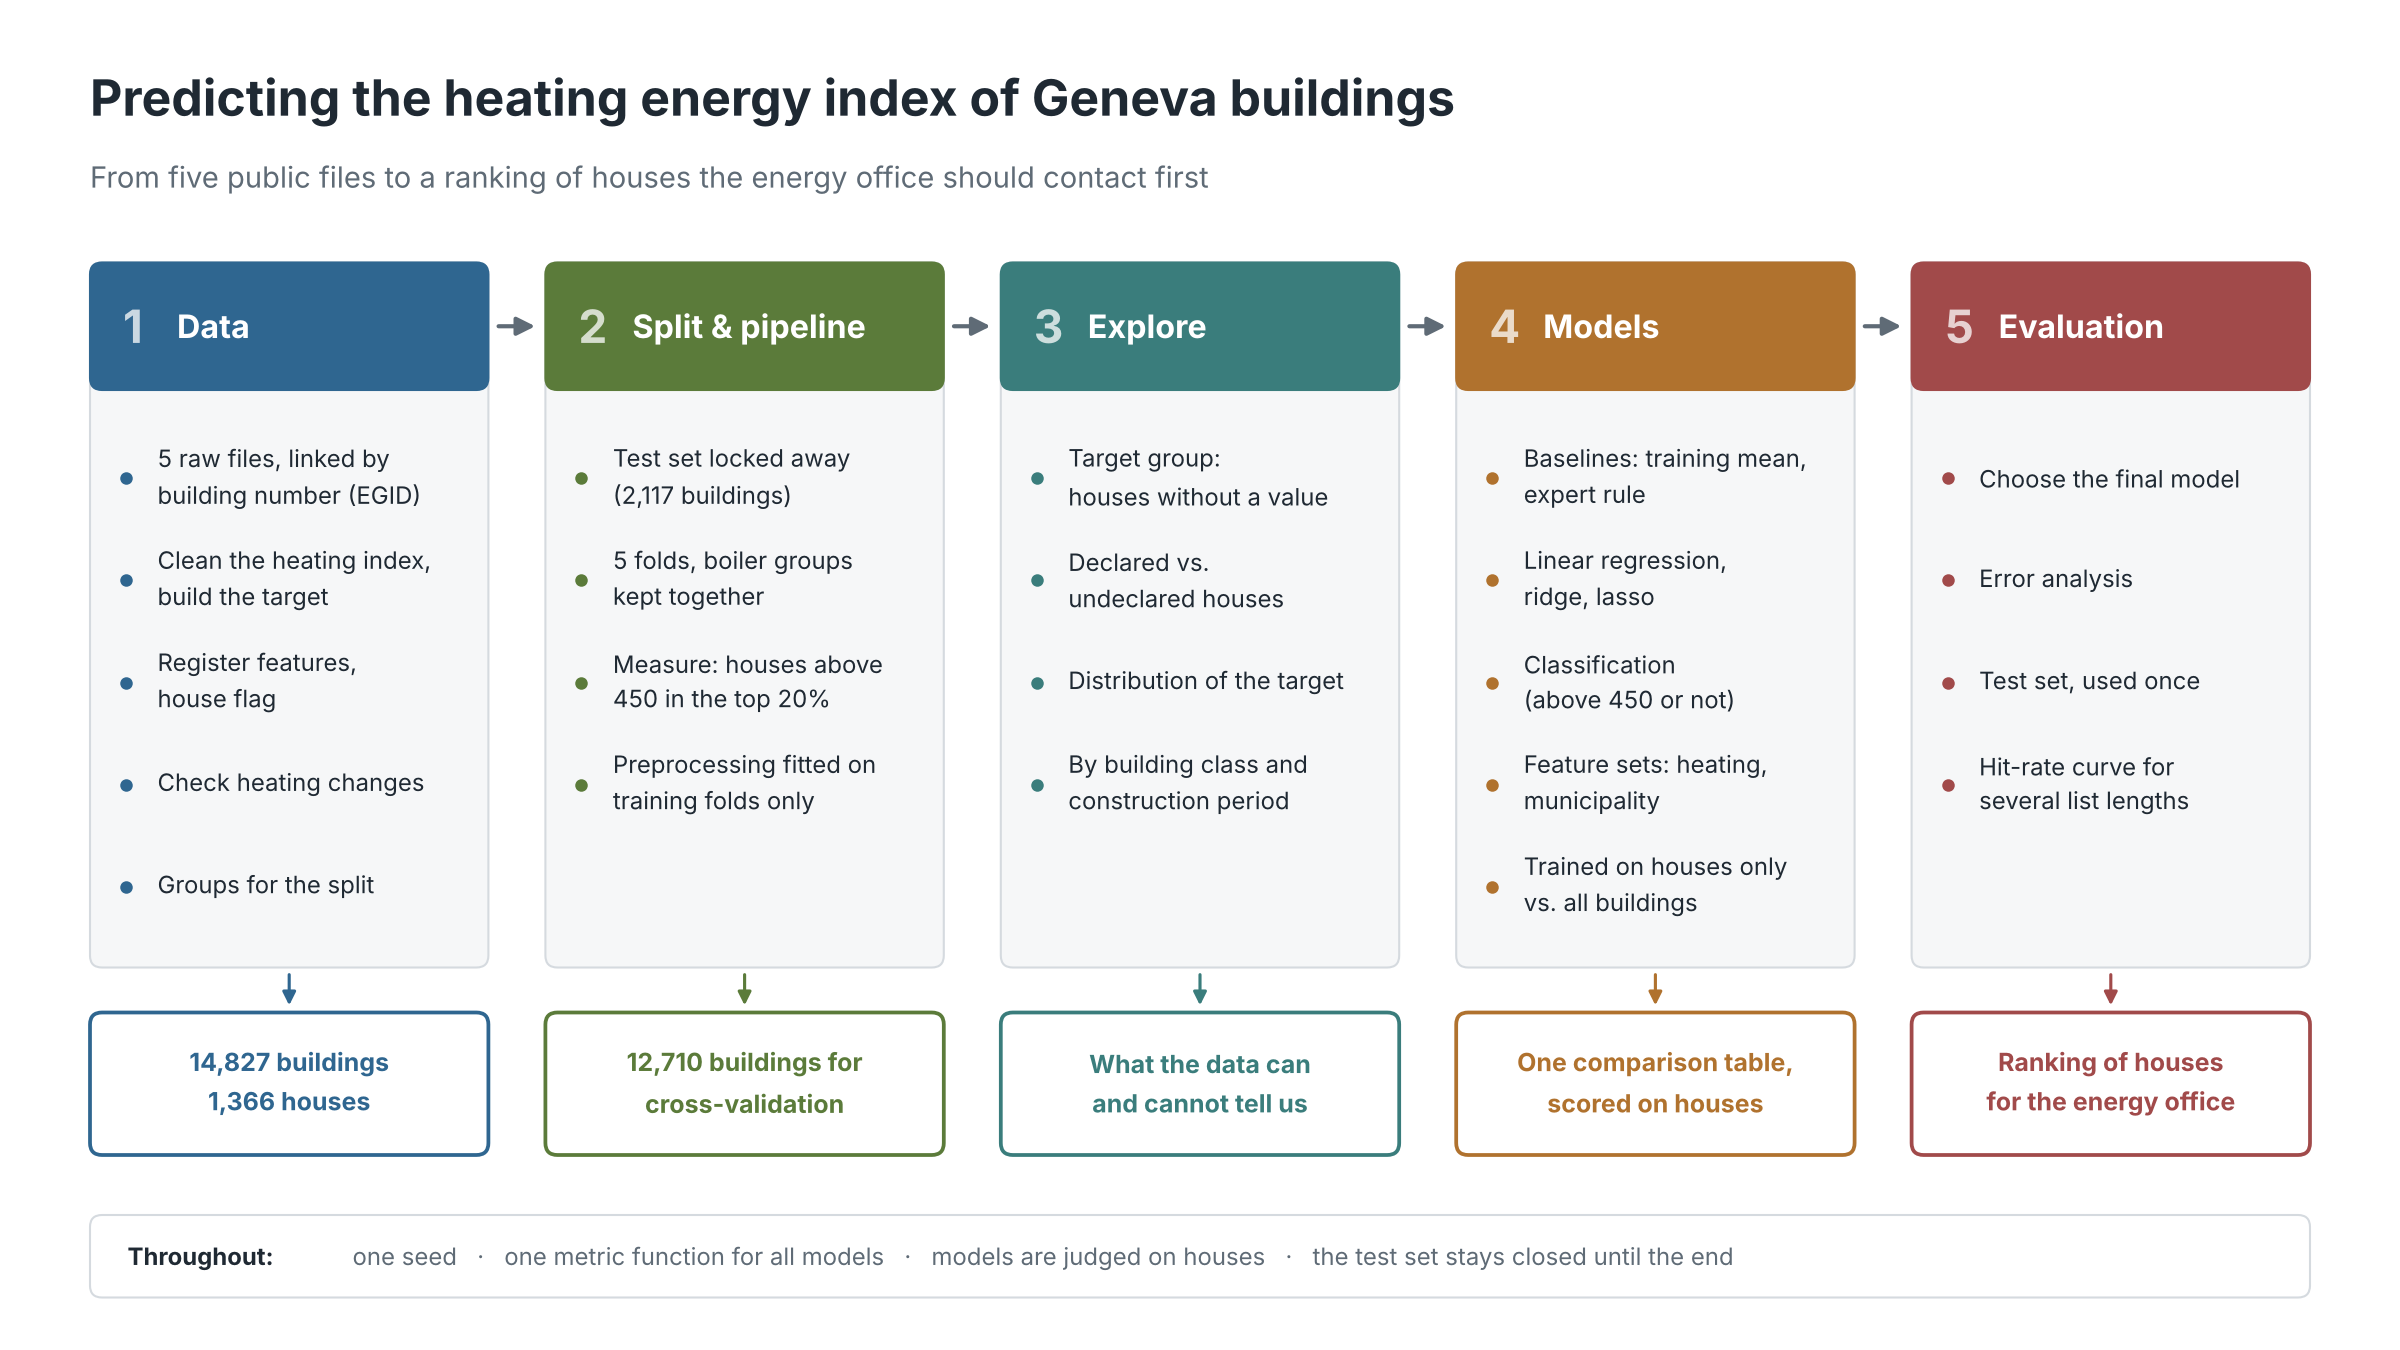 Predicting the heating energy index of Geneva buildings
From five public files to a ranking of houses the energy office should contact first
1 Data
5 raw files, linked by
building number (EGID)
Clean the heating index,
build the target
Register features,
house flag
Check heating changes
Groups for the split
14,827 buildings
1,366 houses
2 Split & pipeline
Test set locked away
(2,117 buildings)
5 folds, boiler groups
kept together
Measure: houses above
450 in the top 20%
Preprocessing fitted on
training folds only
12,710 buildings for
cross-validation
3 Explore
Target group:
houses without a value
Declared vs.
undeclared houses
Distribution of the target
By building class and
construction period
What the data can
and cannot tell us
4 Models
Baselines: training mean,
expert rule
Linear regression,
ridge, lasso
Classification
(above 450 or not)
Feature sets: heating,
municipality
Trained on houses only
vs. all buildings
One comparison table,
scored on houses
5 Evaluation
Choose the final model
Error analysis
Test set, used once
Hit-rate curve for
several list lengths
Ranking of houses
for the energy office
Throughout: one seed · one metric function for all models · models are judged on houses · the test set stays closed until the end